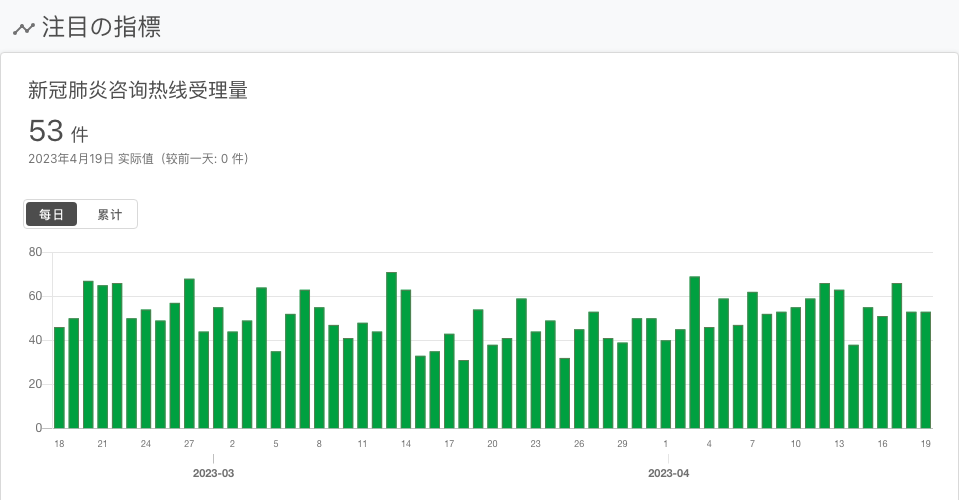 注目の指標
新冠肺炎咨询热线受理量
53 件
2023年4月19日 实际值（较前一天: 0 件）
每日 累计
80
60
40
20
0
18 21 24 27 2 5 8 11 14 17 20 23 26 29 1 4 7 10 13 16 19
2023-03 2023-04